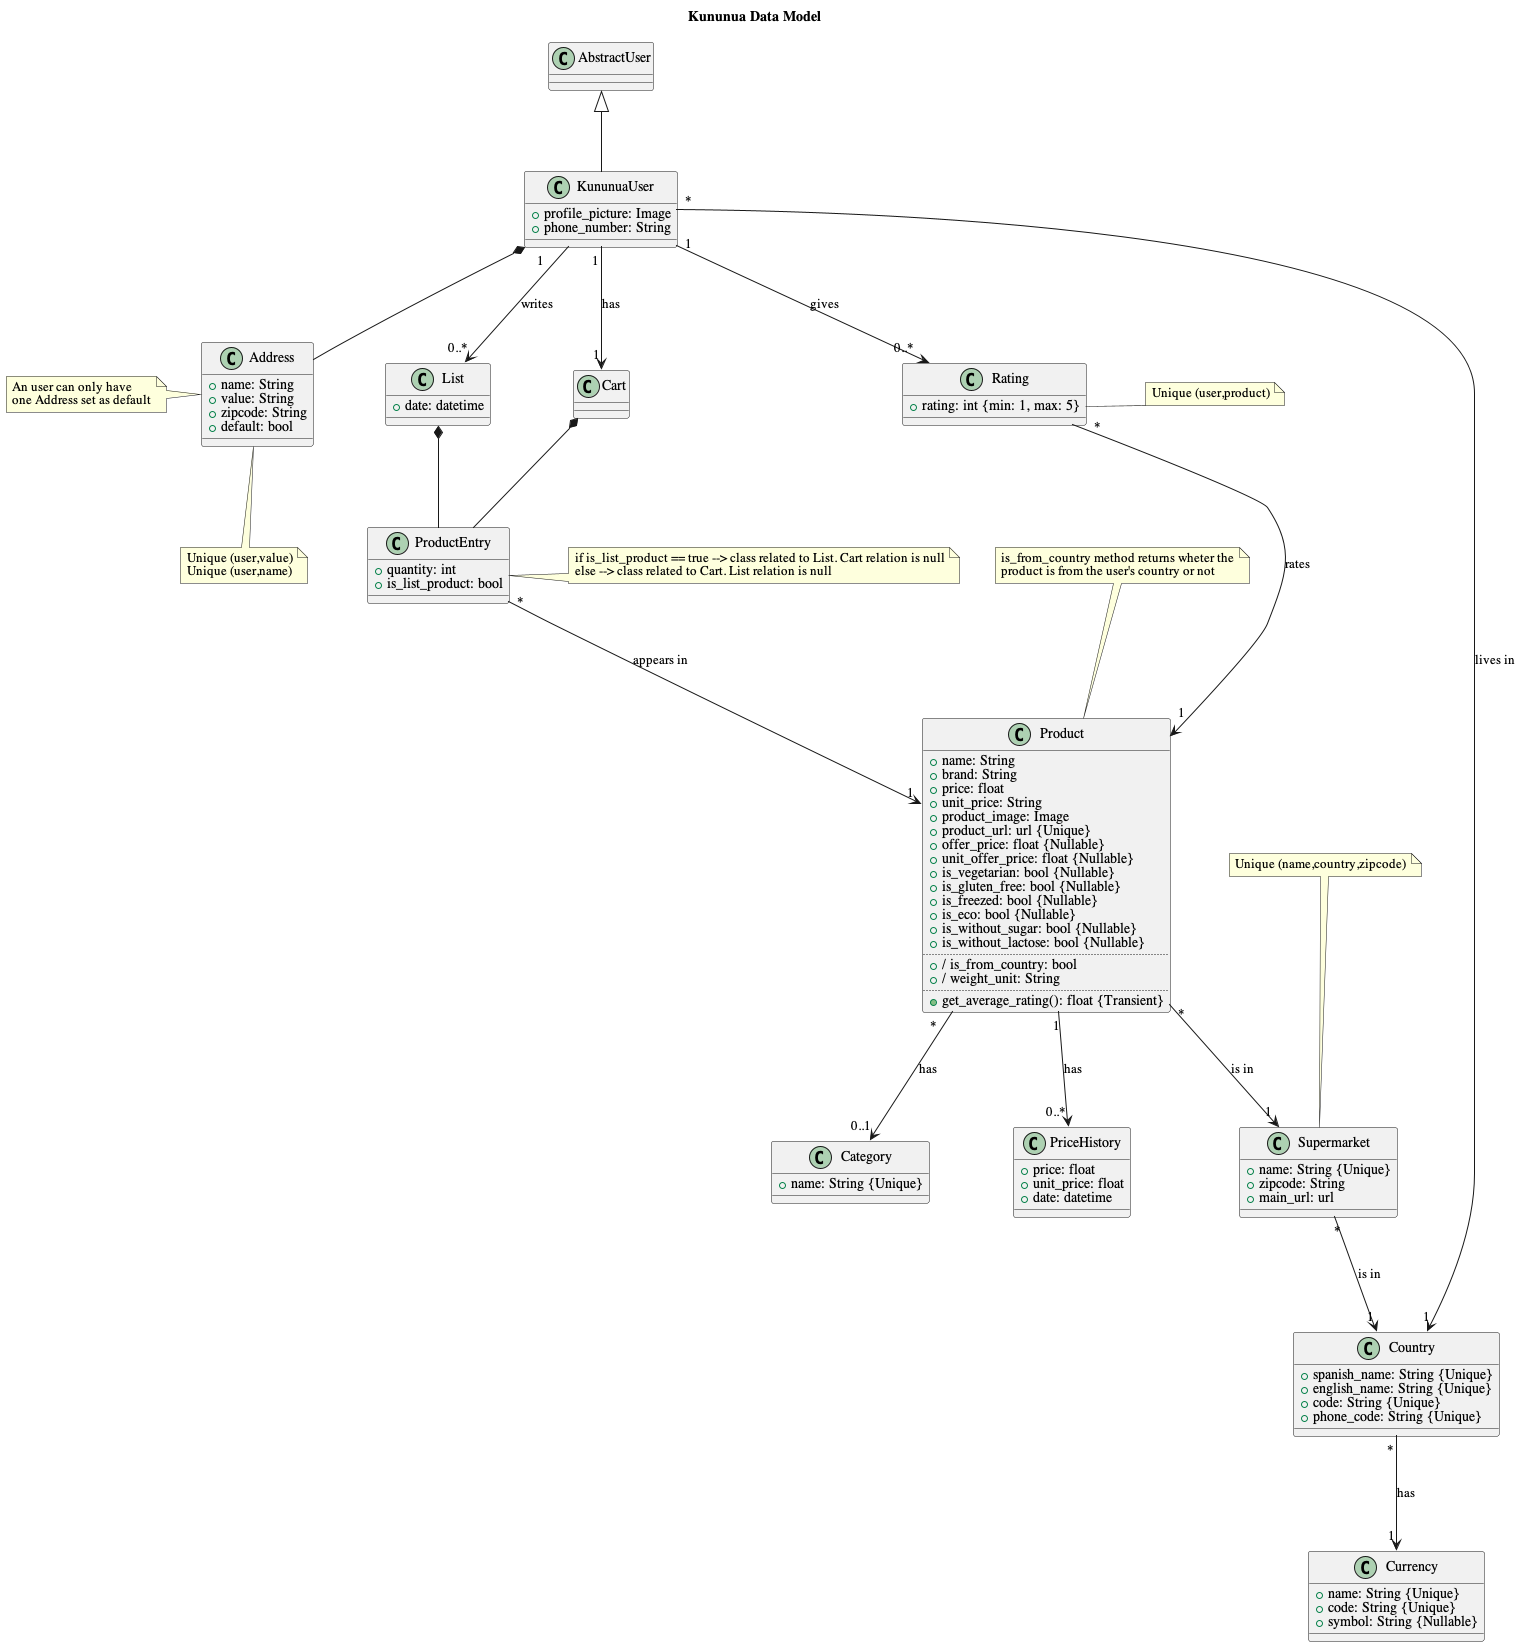 Kununua Data Model
C AbstractUser
C KununuaUser
profile_picture: Image
phone_number: String
*
1
1
1
writes
has
gives
0..*
1
0..*
C Address
name: String
value: String
zipcode: String
default: bool
An user can only have
one Address set as default
C List
date: datetime
C Cart
C Rating
rating: int {min: 1, max: 5}
Unique (user,product)
*
Unique (user,value)
Unique (user,name)
C ProductEntry
quantity: int
is_list_product: bool
if is_list_product == true --> class related to List. Cart relation is null
else --> class related to Cart. List relation is null
is_from_country method returns wheter the
product is from the user's country or not
rates
*
appears in
lives in
1
1
C Product
name: String
brand: String
price: float
unit_price: String
product_image: Image
product_url: url {Unique}
offer_price: float {Nullable}
unit_offer_price: float {Nullable}
is_vegetarian: bool {Nullable}
is_gluten_free: bool {Nullable}
is_freezed: bool {Nullable}
is_eco: bool {Nullable}
is_without_sugar: bool {Nullable}
is_without_lactose: bool {Nullable}
/ is_from_country: bool
/ weight_unit: String
get_average_rating(): float {Transient}
Unique (name,country,zipcode)
*
1
*
has
has
is in
0..1
0..*
1
C Category
name: String {Unique}
C PriceHistory
price: float
unit_price: float
date: datetime
C Supermarket
name: String {Unique}
zipcode: String
main_url: url
*
is in
1
1
C Country
spanish_name: String {Unique}
english_name: String {Unique}
code: String {Unique}
phone_code: String {Unique}
*
has
1
C Currency
name: String {Unique}
code: String {Unique}
symbol: String {Nullable}